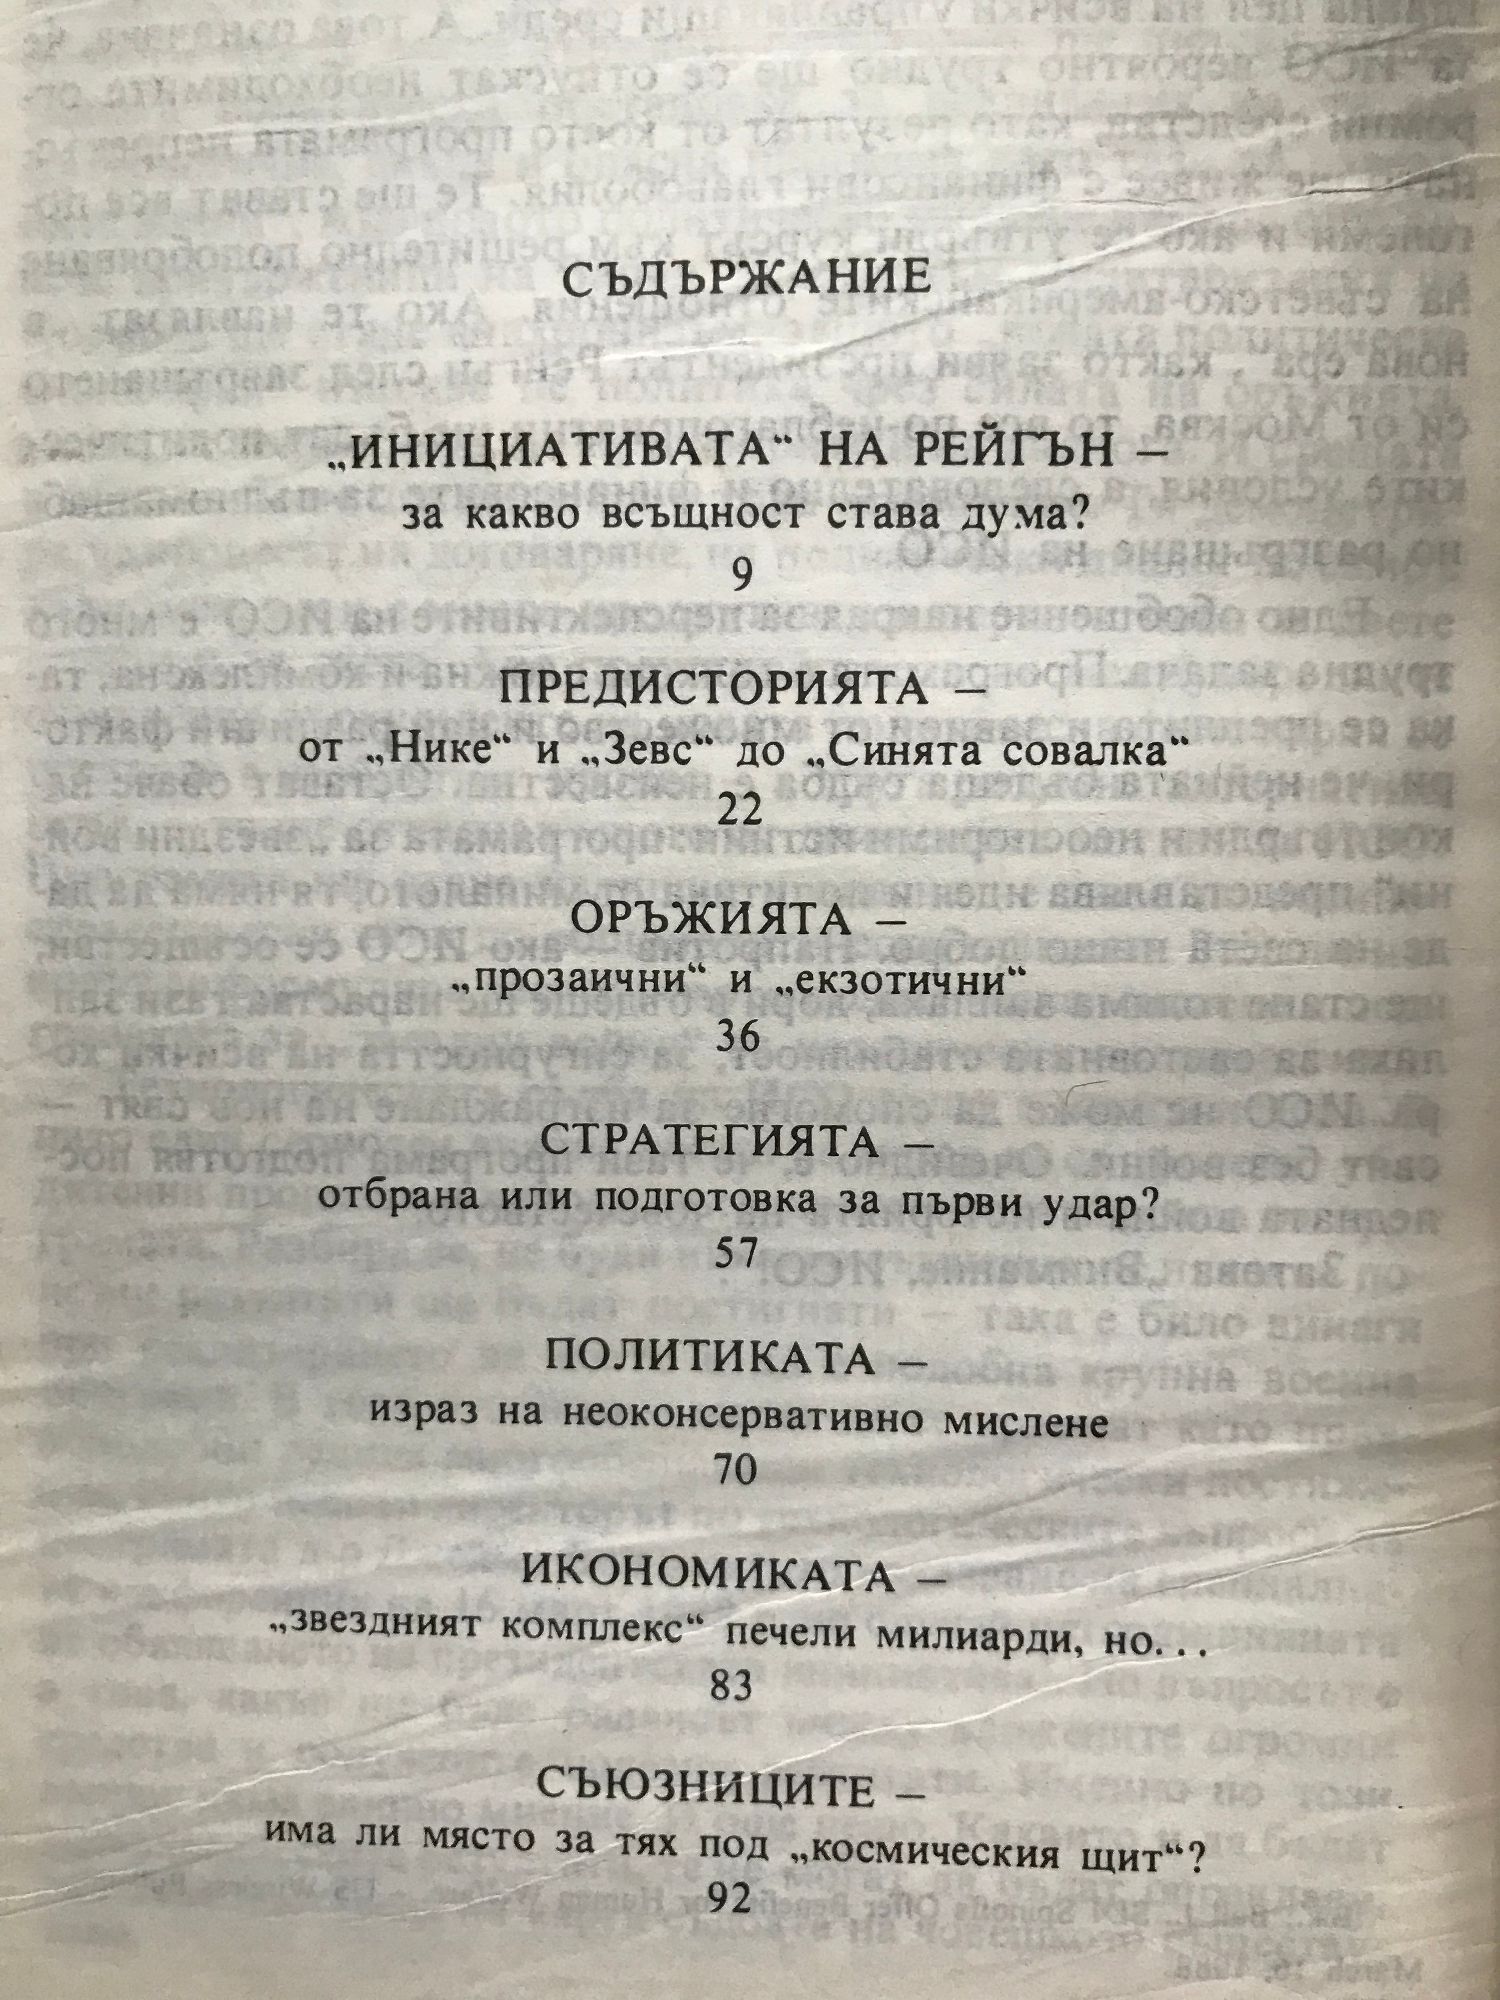 СЪДЪРЖАНИЕ
„ИНИЦИАТИВАТА“ НА РЕЙГЪН –
за какво всъщност става дума?
9
ПРЕДИСТОРИЯТА –
от „Нике“ и „Зевс“ до „Синята совалка“
22
ОРЪЖИЯТА –
„прозаични“ и „екзотични“
36
СТРАТЕГИЯТА –
отбрана или подготовка за първи удар?
57
ПОЛИТИКАТА –
израз на неоконсервативно мислене
70
ИКОНОМИКАТА –
„звездният комплекс“ печели милиарди, но...
83
СЪЮЗНИЦИТЕ –
има ли място за тях под „космическия щит“?
92